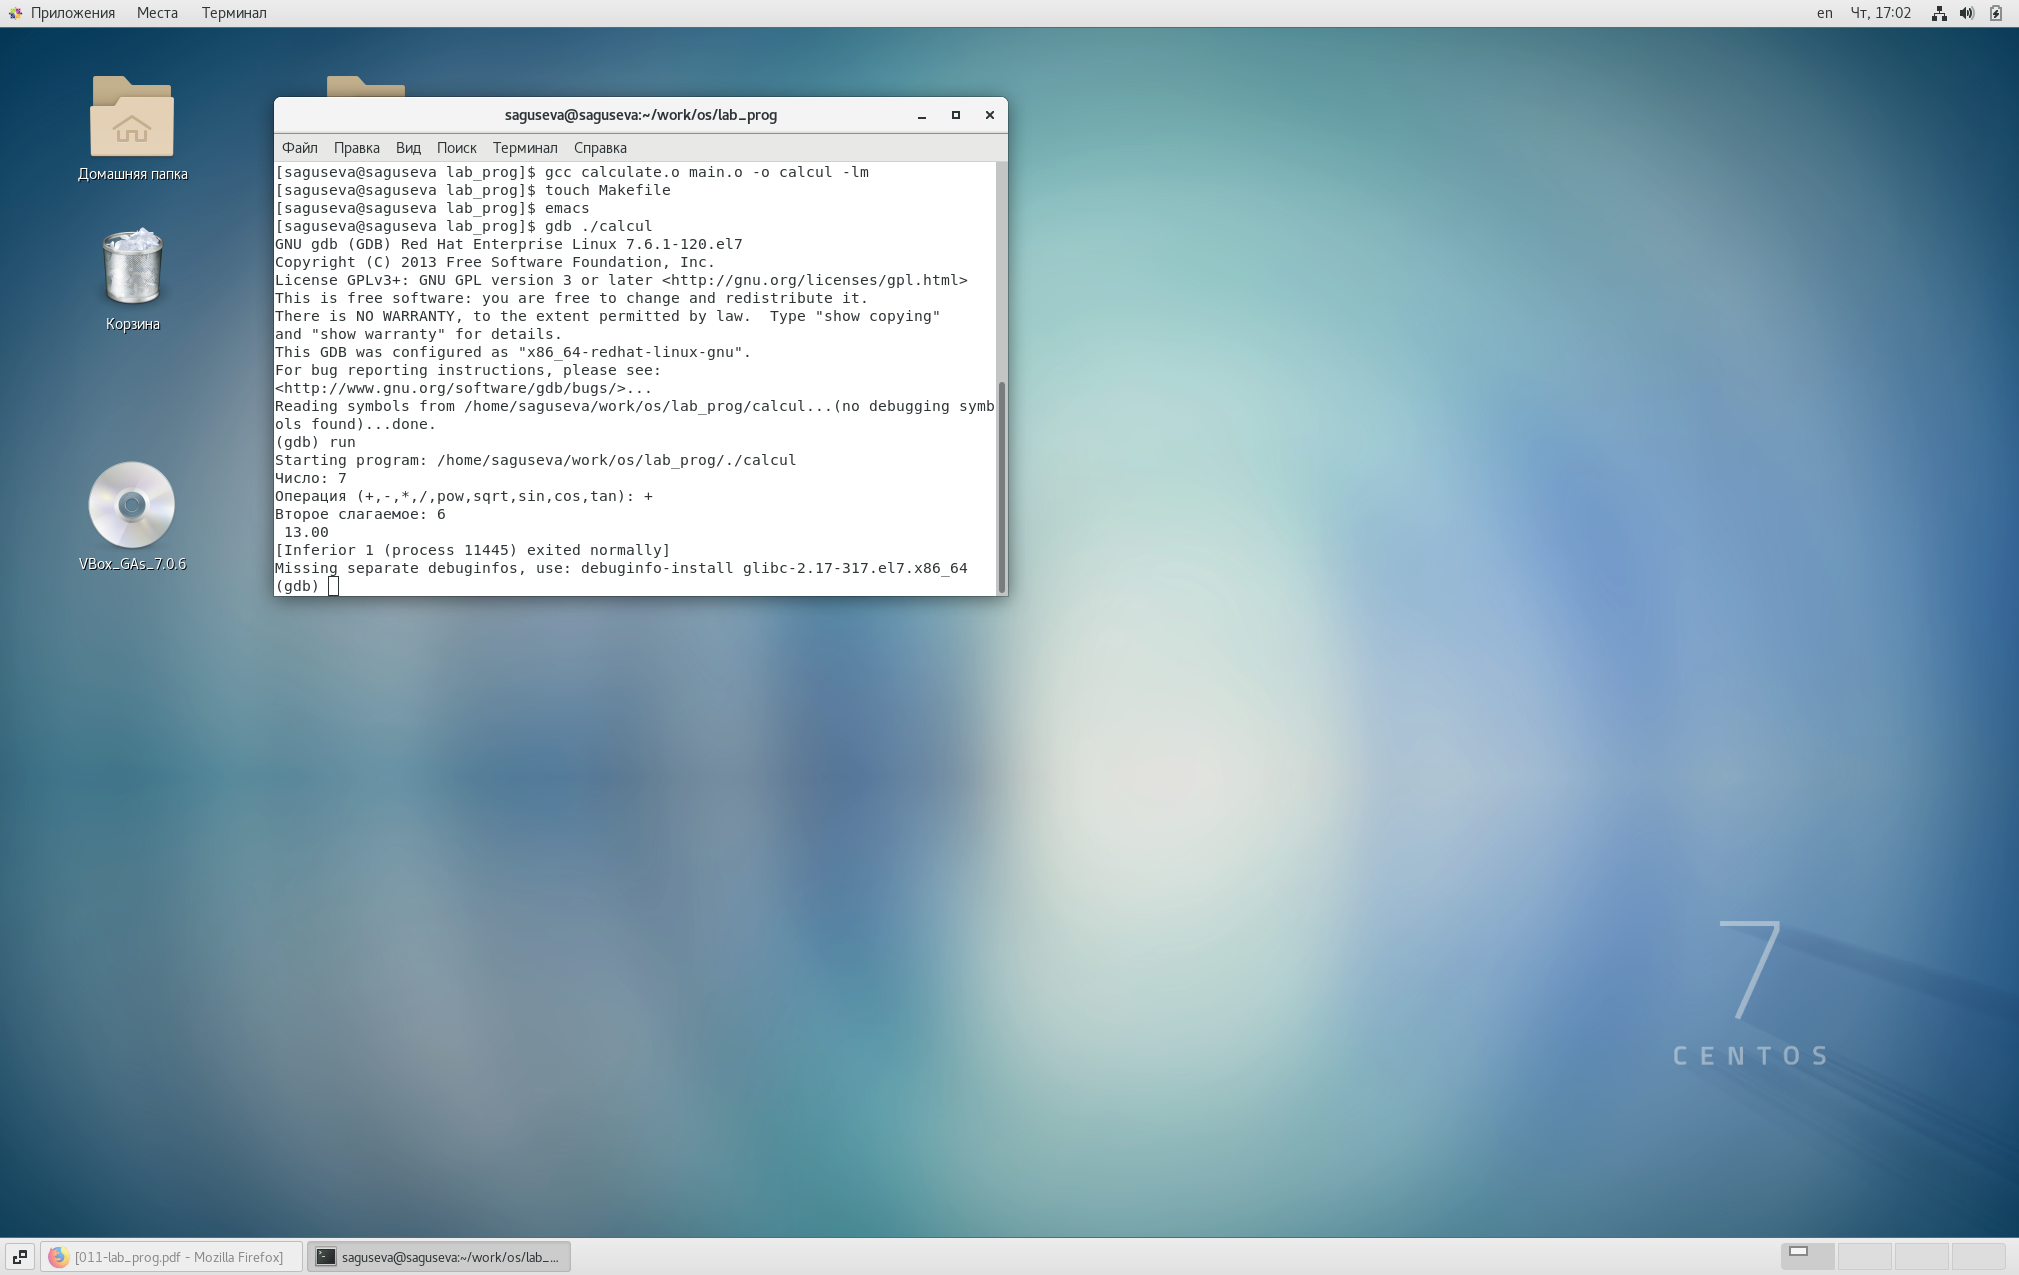 Приложения Места Терминал en Чт, 17:02
Домашняя папка
Корзина
VBox_GAs_7.0.6
saguseva@saguseva:~/work/os/lab_prog
Файл Правка Вид Поиск Терминал Справка
[saguseva@saguseva lab_prog]$ gcc calculate.o main.o -o calcul -lm
[saguseva@saguseva lab_prog]$ touch Makefile
[saguseva@saguseva lab_prog]$ emacs
[saguseva@saguseva lab_prog]$ gdb ./calcul
GNU gdb (GDB) Red Hat Enterprise Linux 7.6.1-120.el7
Copyright (C) 2013 Free Software Foundation, Inc.
License GPLv3+: GNU GPL version 3 or later <http://gnu.org/licenses/gpl.html>
This is free software: you are free to change and redistribute it.
There is NO WARRANTY, to the extent permitted by law.  Type "show copying"
and "show warranty" for details.
This GDB was configured as "x86_64-redhat-linux-gnu".
For bug reporting instructions, please see:
<http://www.gnu.org/software/gdb/bugs/>...
Reading symbols from /home/saguseva/work/os/lab_prog/calcul...(no debugging symb
ols found)...done.
(gdb) run
Starting program: /home/saguseva/work/os/lab_prog/./calcul
Число: 7
Операция (+,-,*,/,pow,sqrt,sin,cos,tan): +
Второе слагаемое: 6
 13.00
[Inferior 1 (process 11445) exited normally]
Missing separate debuginfos, use: debuginfo-install glibc-2.17-317.el7.x86_64
(gdb)
7
CENTOS
[011-lab_prog.pdf - Mozilla Firefox] saguseva@saguseva:~/work/os/lab_...